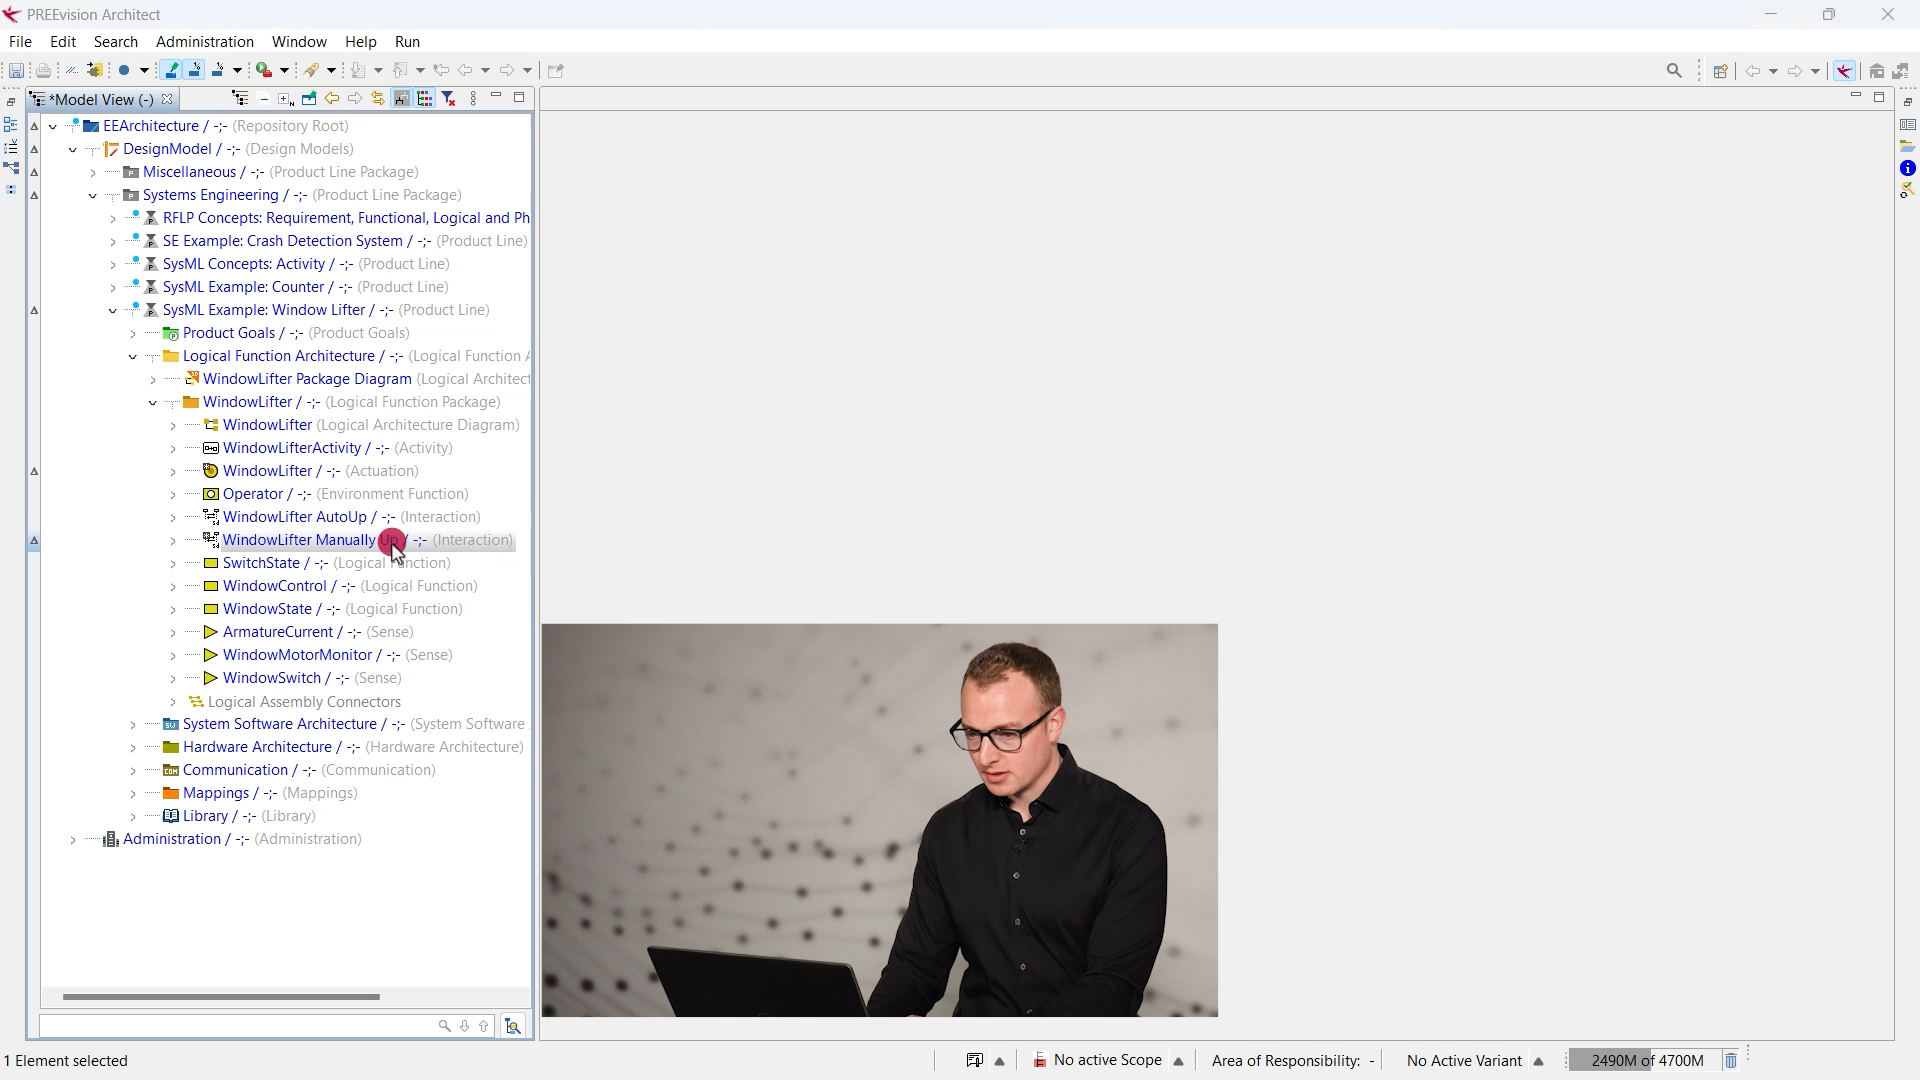 PREEvision Architect
File Edit Search Administration Window Help Run
*Model View (-)
EEArchitecture / -;- (Repository Root)
DesignModel / -;- (Design Models)
Miscellaneous / -;- (Product Line Package)
Systems Engineering / -;- (Product Line Package)
RFLP Concepts: Requirement, Functional, Logical and Ph
SE Example: Crash Detection System / -;- (Product Line)
SysML Concepts: Activity / -;- (Product Line)
SysML Example: Counter / -;- (Product Line)
SysML Example: Window Lifter / -;- (Product Line)
Product Goals / -;- (Product Goals)
Logical Function Architecture / -;- (Logical Function A
WindowLifter Package Diagram (Logical Architect
WindowLifter / -;- (Logical Function Package)
WindowLifter (Logical Architecture Diagram)
WindowLifterActivity / -;- (Activity)
WindowLifter / -;- (Actuation)
Operator / -;- (Environment Function)
WindowLifter AutoUp / -;- (Interaction)
WindowLifter Manually Up / -;- (Interaction)
SwitchState / -;- (Logical Function)
WindowControl / -;- (Logical Function)
WindowState / -;- (Logical Function)
ArmatureCurrent / -;- (Sense)
WindowMotorMonitor / -;- (Sense)
WindowSwitch / -;- (Sense)
Logical Assembly Connectors
System Software Architecture / -;- (System Software
Hardware Architecture / -;- (Hardware Architecture)
Communication / -;- (Communication)
Mappings / -;- (Mappings)
Library / -;- (Library)
Administration / -;- (Administration)
1 Element selected No active Scope Area of Responsibility: - No Active Variant 2490M of 4700M